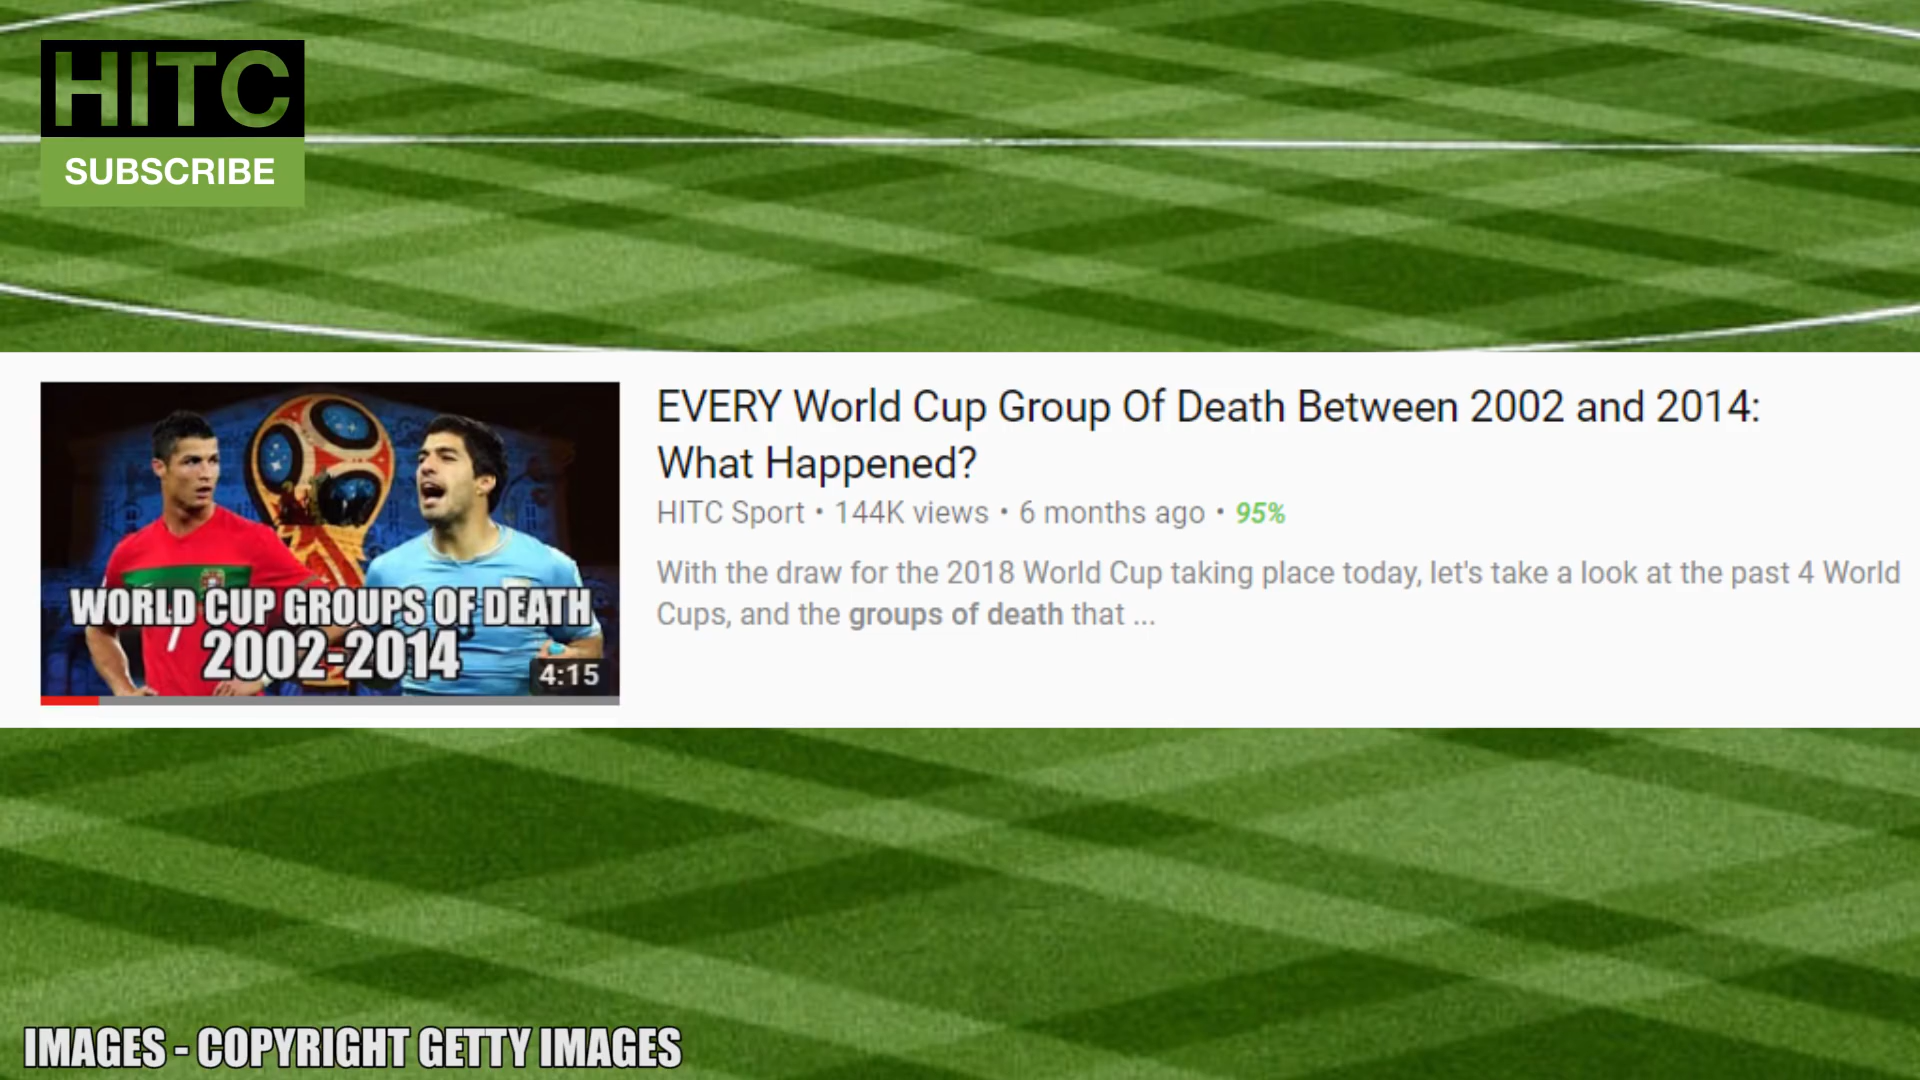 HITC
SUBSCRIBE
EVERY World Cup Group Of Death Between 2002 and 2014:
What Happened?
HITC Sport • 144K views • 6 months ago • 95%
With the draw for the 2018 World Cup taking place today, let's take a look at the past 4 World
Cups, and the groups of death that ...
WORLD CUP GROUPS OF DEATH
2002-2014
7
4:15
IMAGES - COPYRIGHT GETTY IMAGES